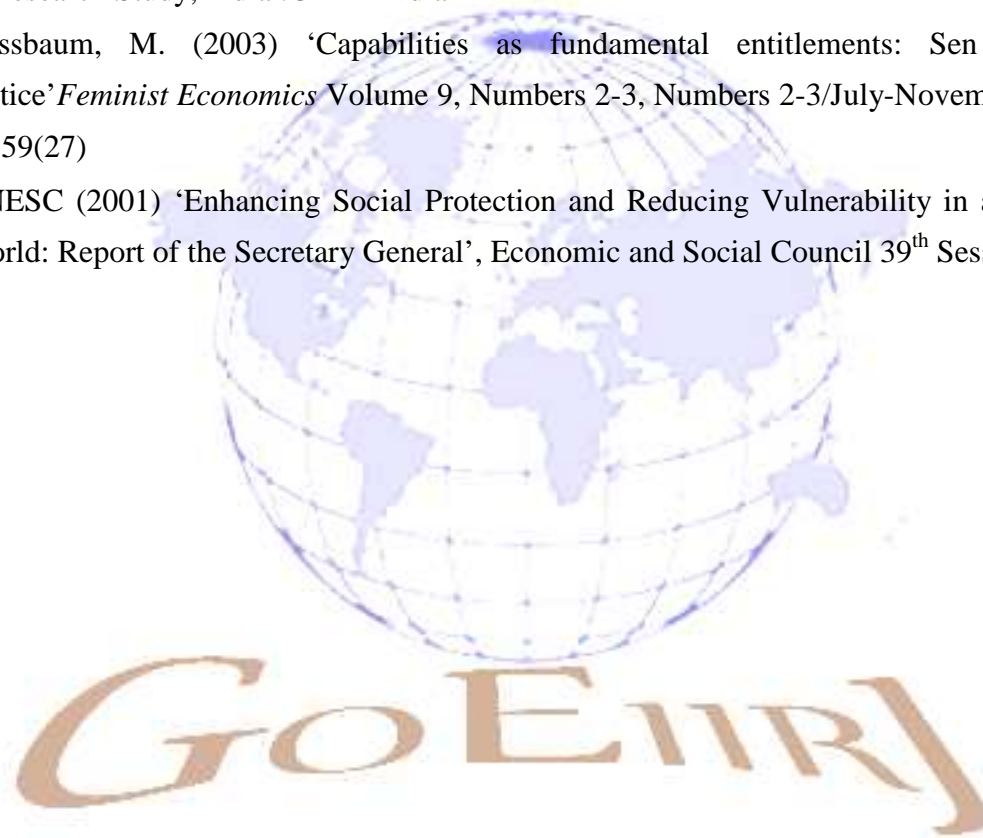 ssbaum, M. (2003) ‘Capabilities as fundamental entitlements: Sen
tice’Feminist Economics Volume 9, Numbers 2-3, Numbers 2-3/July-Novem
59(27)
NESC (2001) ‘Enhancing Social Protection and Reducing Vulnerability in a
orld: Report of the Secretary General’, Economic and Social Council 39th Sess
GOEIIRJ